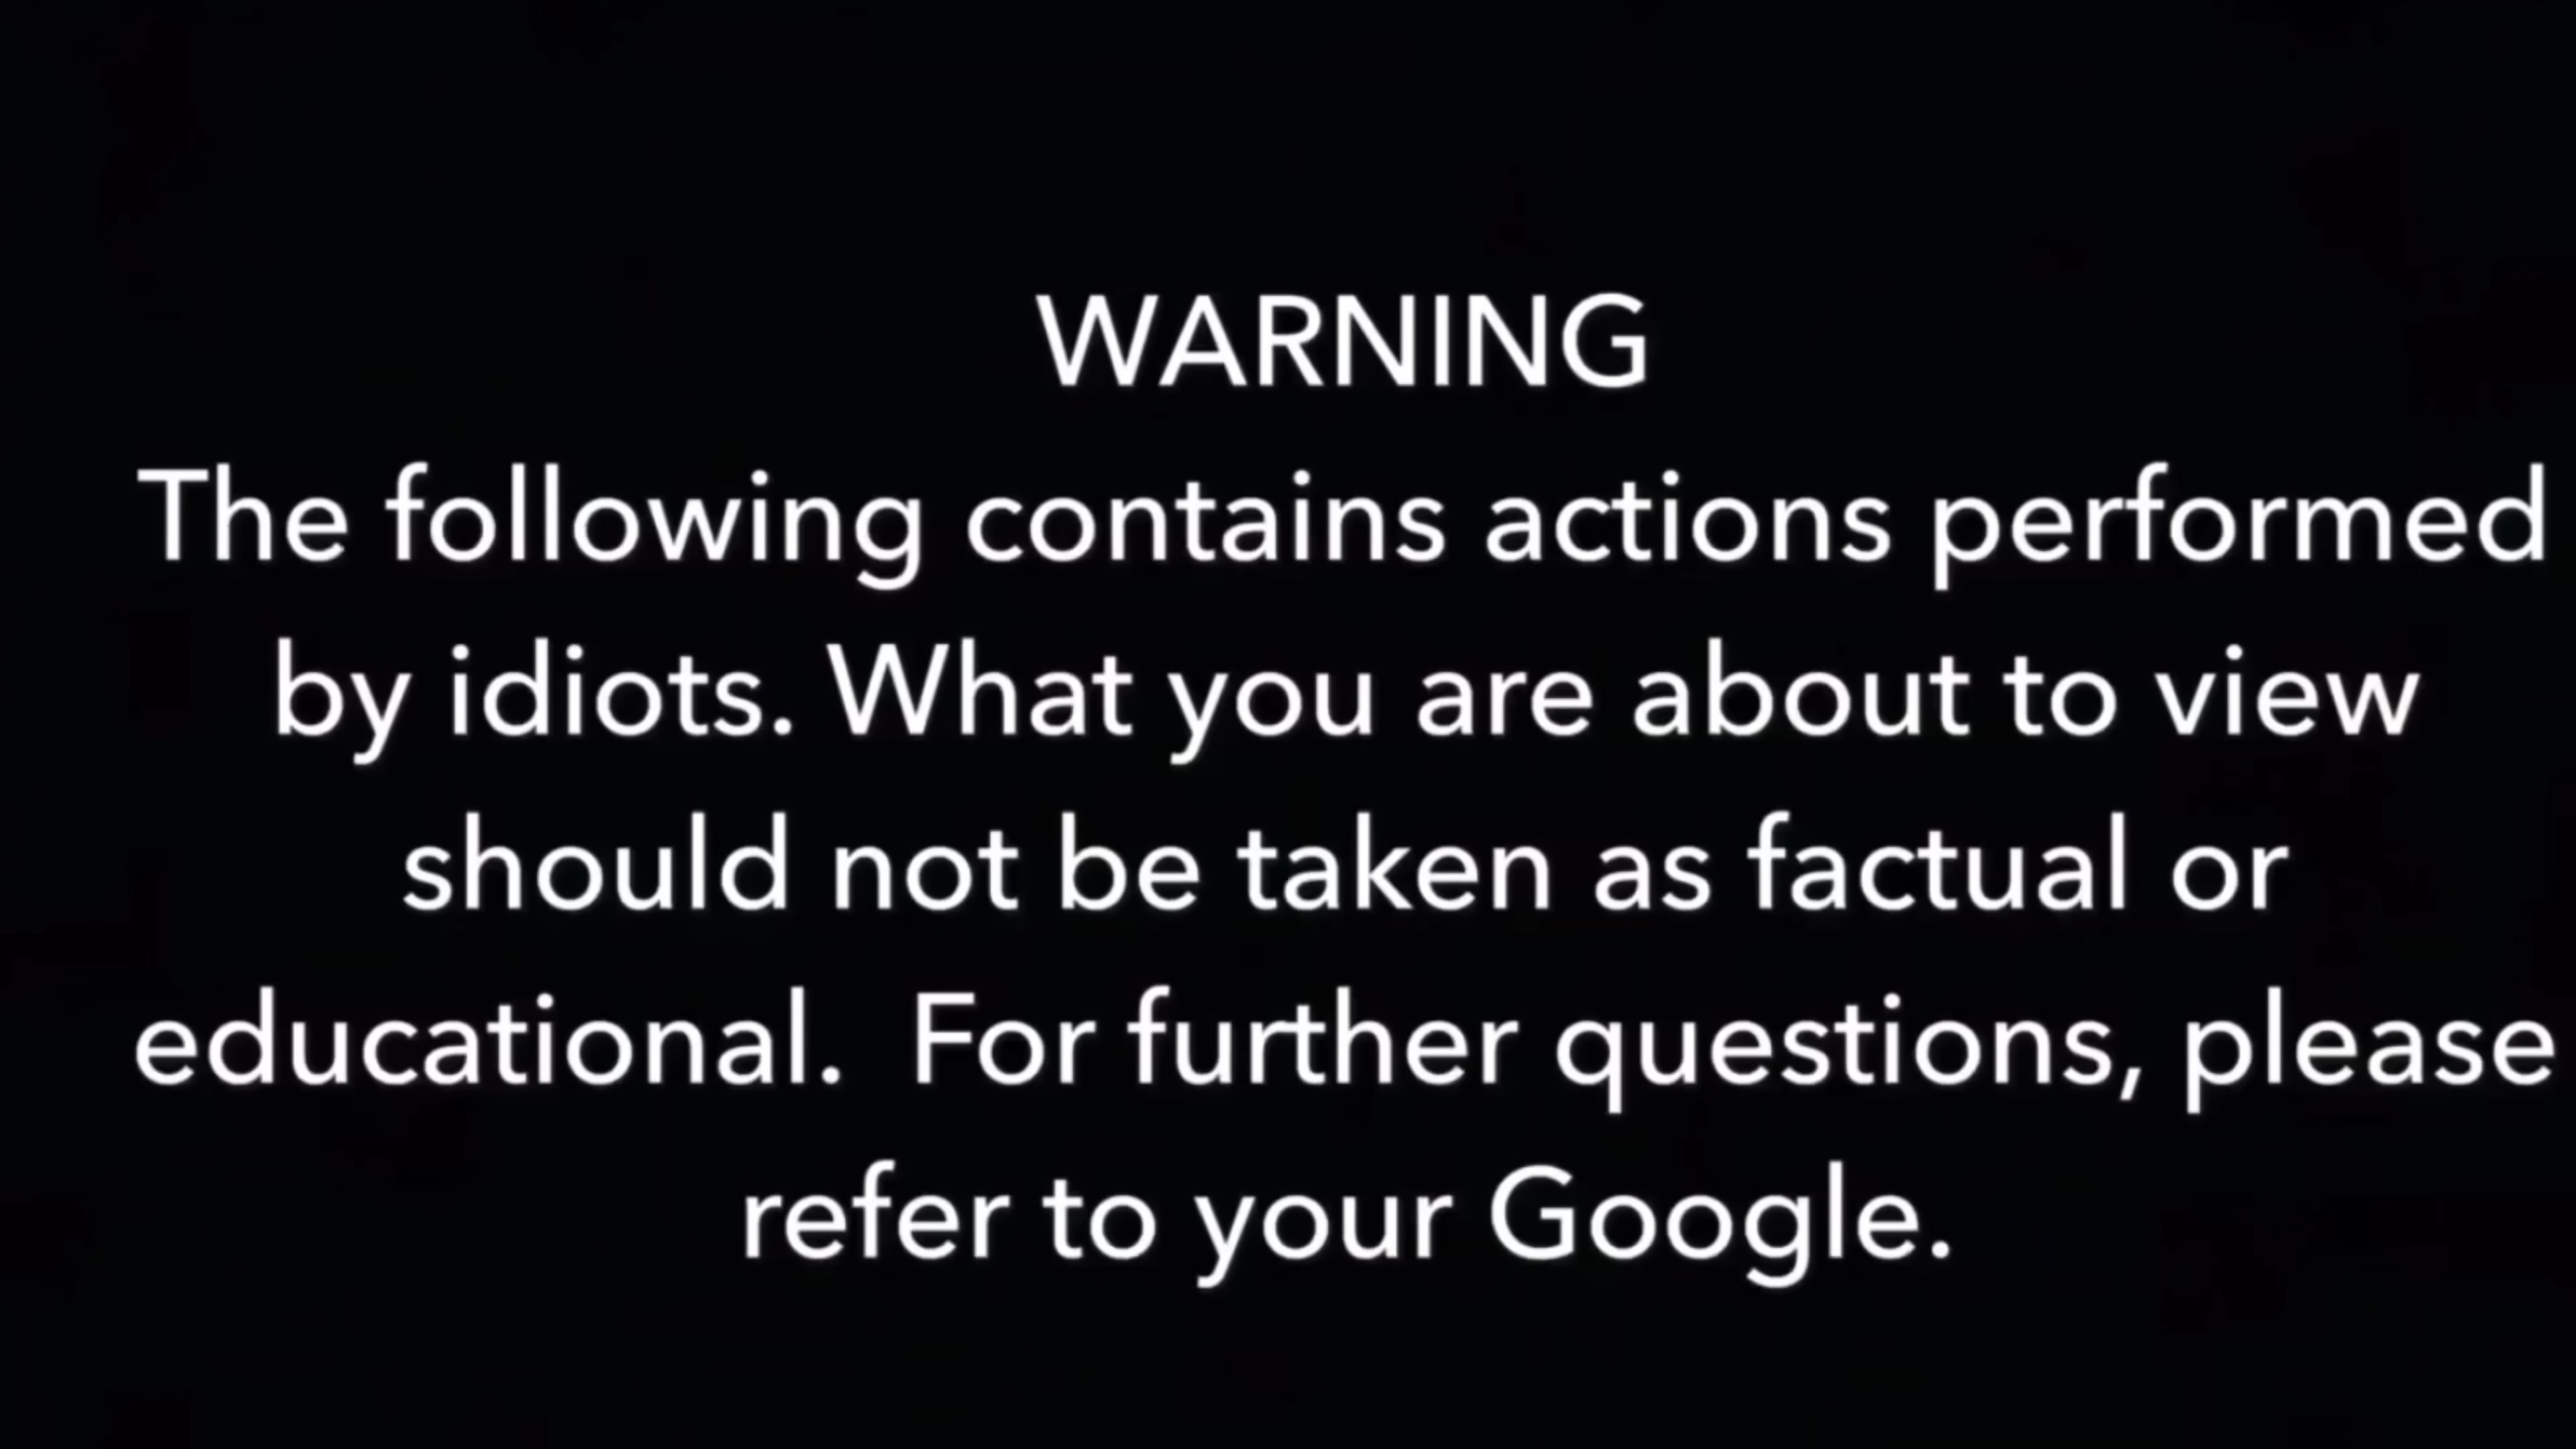 WARNING
The following contains actions performed
by idiots. What you are about to view
should not be taken as factual or
educational.  For further questions, please
refer to your Google.